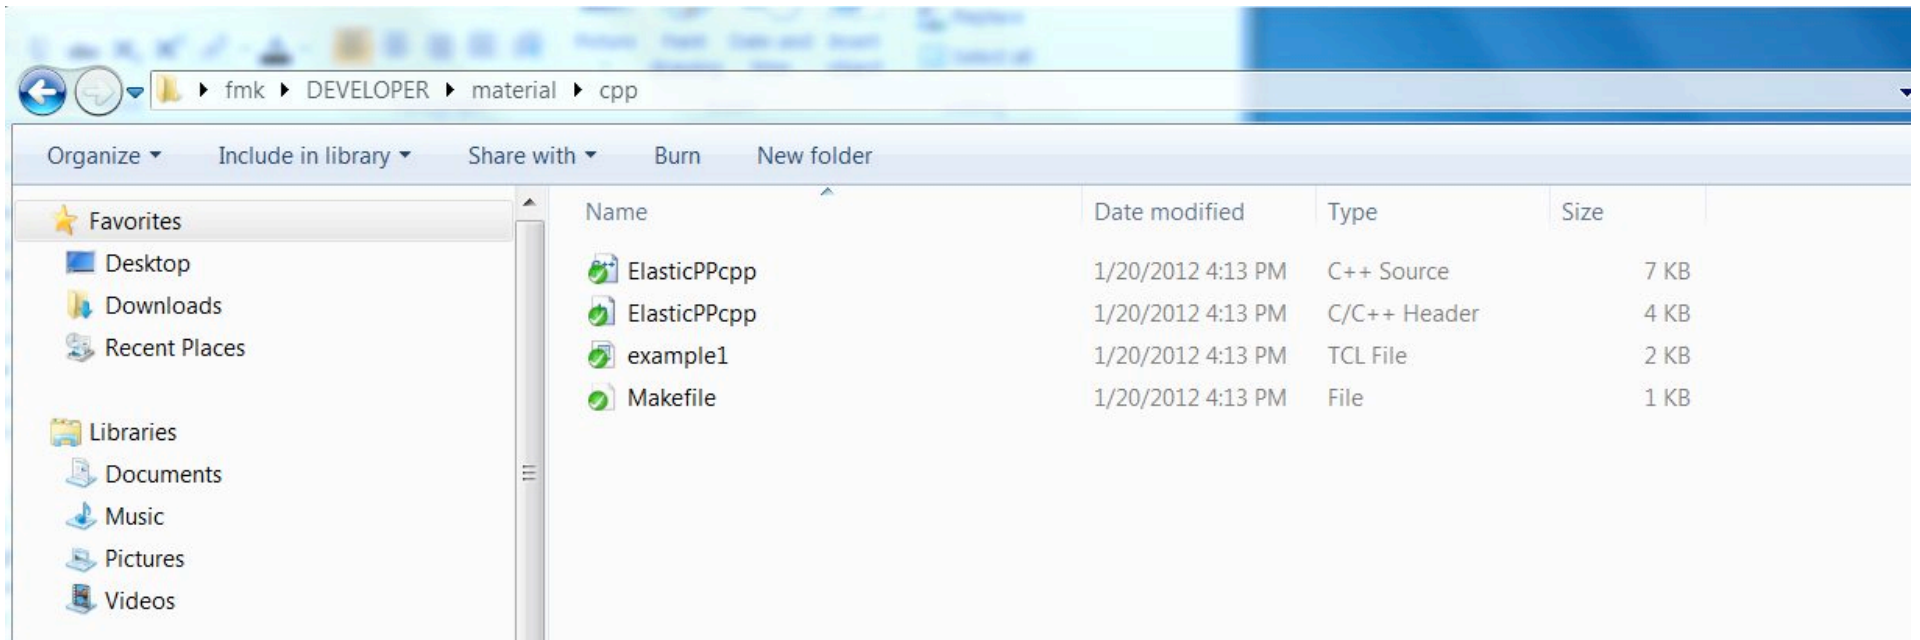 Replace
Select all
fmk DEVELOPER material cpp
Organize Include in library Share with Burn New folder
Favorites
Desktop
Downloads
Recent Places
Libraries
Documents
Music
Pictures
Videos
Name Date modified Type Size
ElasticPPcpp 1/20/2012 4:13 PM C++ Source 7 KB
ElasticPPcpp 1/20/2012 4:13 PM C/C++ Header 4 KB
example1 1/20/2012 4:13 PM TCL File 2 KB
Makefile 1/20/2012 4:13 PM File 1 KB